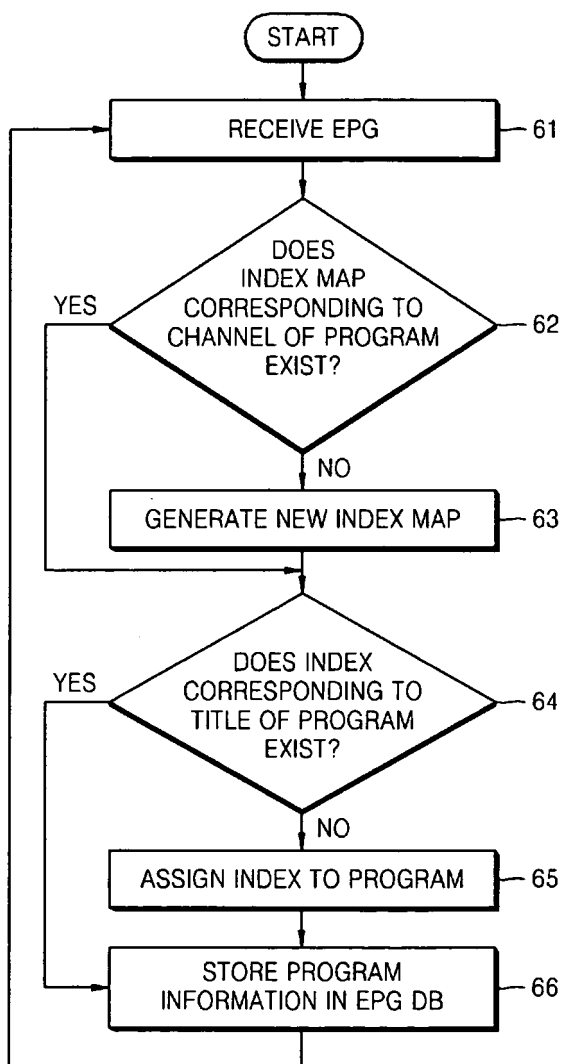 START
RECEIVE EPG
61
DOES
INDEX MAP
CORRESPONDING TO
CHANNEL OF PROGRAM
EXIST?
YES
62
NO
GENERATE NEW INDEX MAP
63
DOES INDEX
CORRESPONDING TO
TITLE OF PROGRAM
EXIST?
YES
64
NO
ASSIGN INDEX TO PROGRAM
65
STORE PROGRAM
INFORMATION IN EPG DB
66